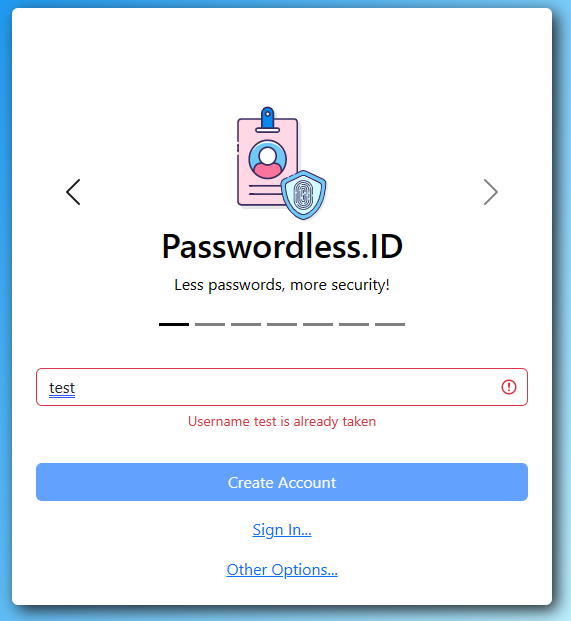 Passwordless.ID
Less passwords, more security!
test
Username test is already taken
Create Account
Sign In...
Other Options...